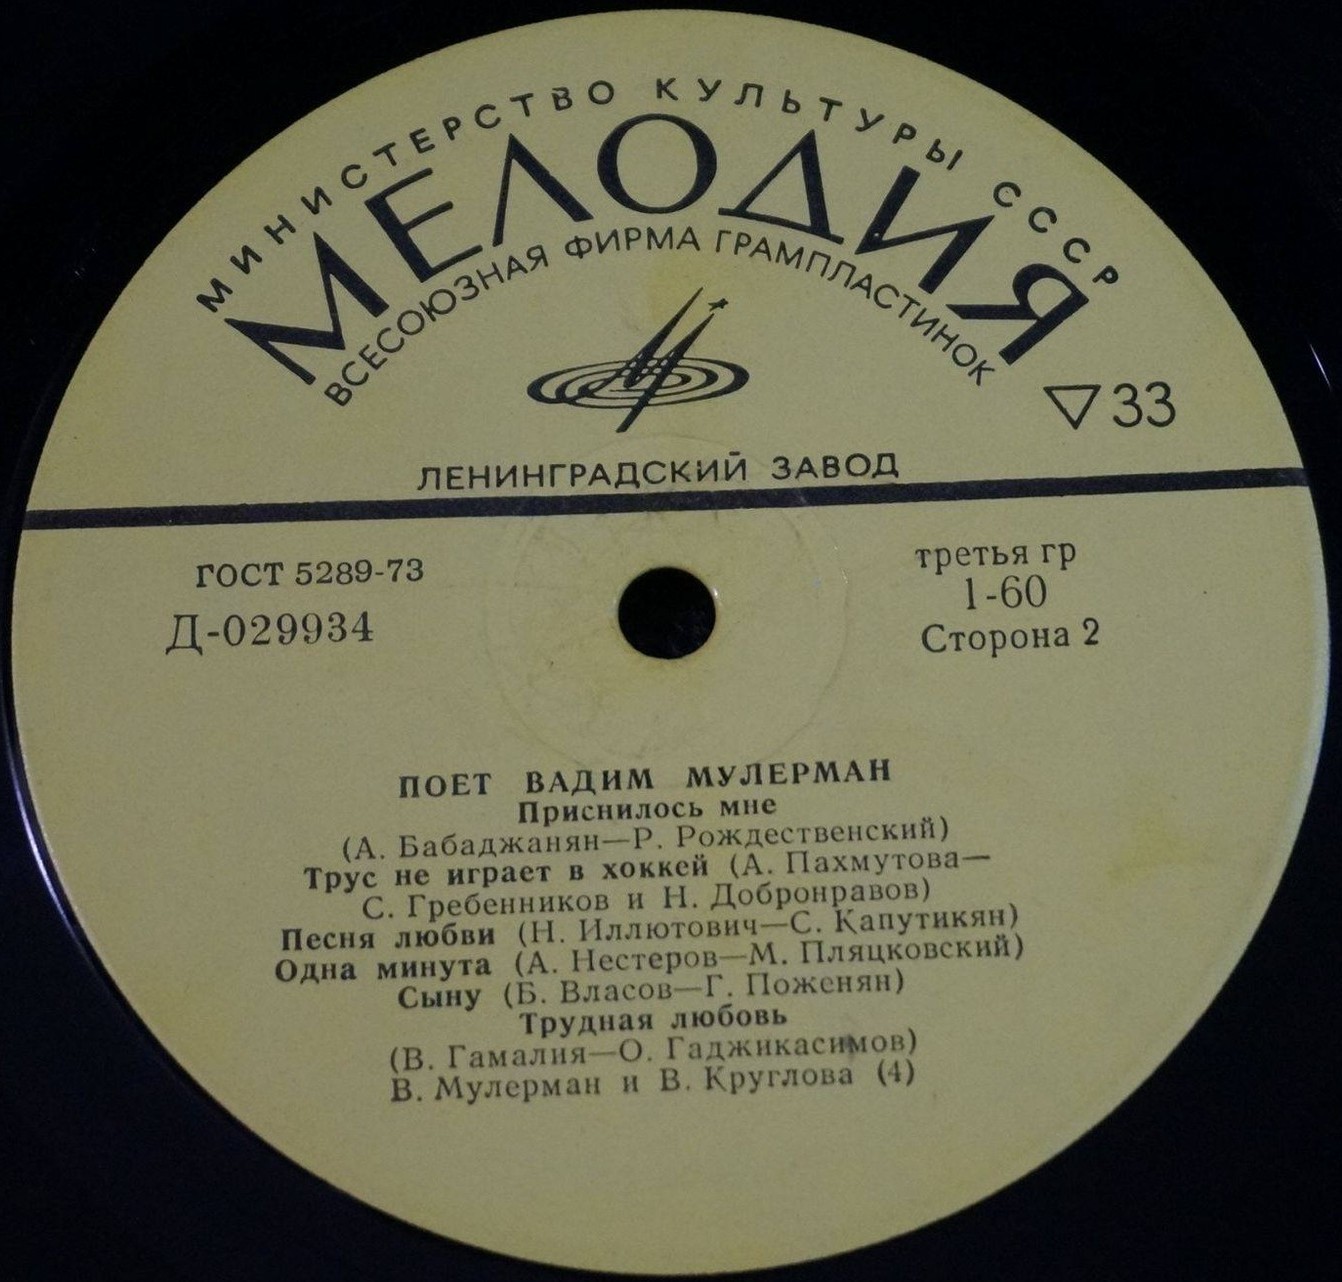 МИНИСТЕРСТВО КУЛЬТУРЫ СССР
МЕЛОДИЯ
ВСЕСОЮЗНАЯ ФИРМА ГРАМПЛАСТИНОК
33
ЛЕНИНГРАДСКИЙ ЗАВОД
ГОСТ 5289-73
Д-029934
третья гр
1-60
Сторона 2
ПОЕТ ВАДИМ МУЛЕРМАН
Приснилось мне
(А. Бабаджанян—Р. Рождественский)
Трус не играет в хоккей (А. Пахмутова—
С. Гребенников и Н. Добронравов)
Песня любви (Н. Иллютович—С. Капутикян)
Одна минута (А. Нестеров—М. Пляцковский)
Сыну (Б. Власов—Г. Поженян)
Трудная любовь
(В. Гамалия—О. Гаджикасимов)
В. Мулерман и В. Круглова (4)